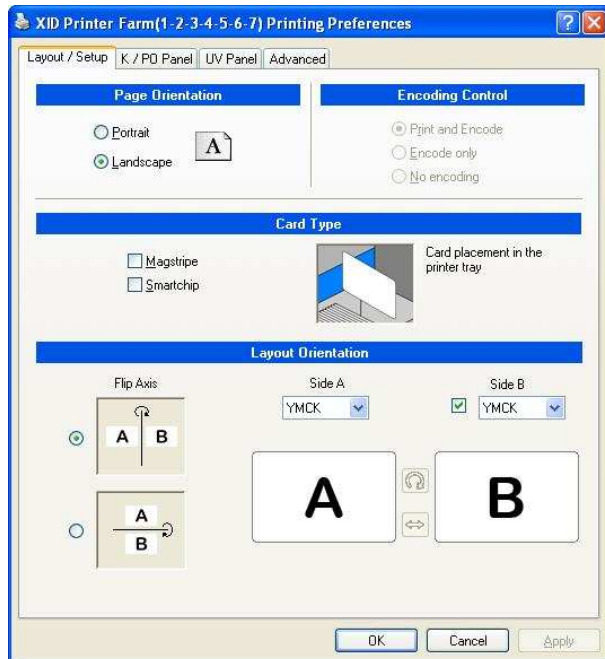 XID Printer Farm(1-2-3-4-5-6-7) Printing Preferences
Layout / Setup K / PO Panel UV Panel Advanced
Page Orientation
Portrait
Landscape
A
Encoding Control
Print and Encode
Encode only
No encoding
Card Type
Magstripe
Smartchip
Card placement in the
printer tray
Layout Orientation
Flip Axis
A B
A
B
Side A
YMCK
Side B
YMCK
A
B
OK Cancel Apply